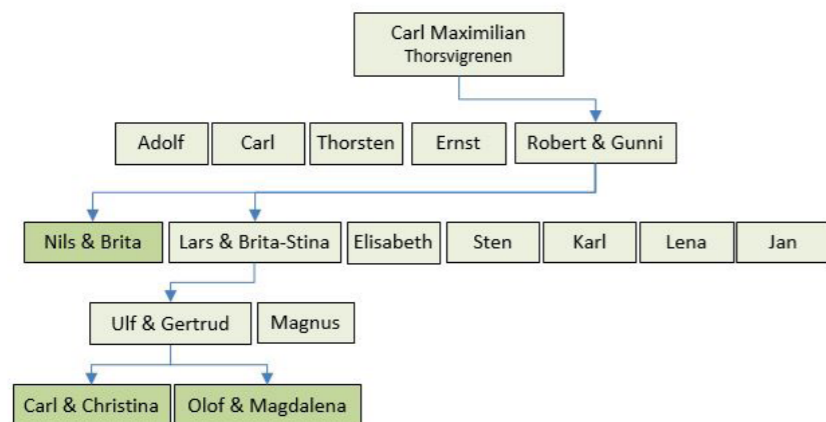 Carl Maximilian
Thorsvigrenen
Adolf
Carl
Thorsten
Ernst
Robert & Gunni
Nils & Brita
Lars & Brita-Stina
Elisabeth
Sten
Karl
Lena
Jan
Ulf & Gertrud
Magnus
Carl & Christina
Olof & Magdalena